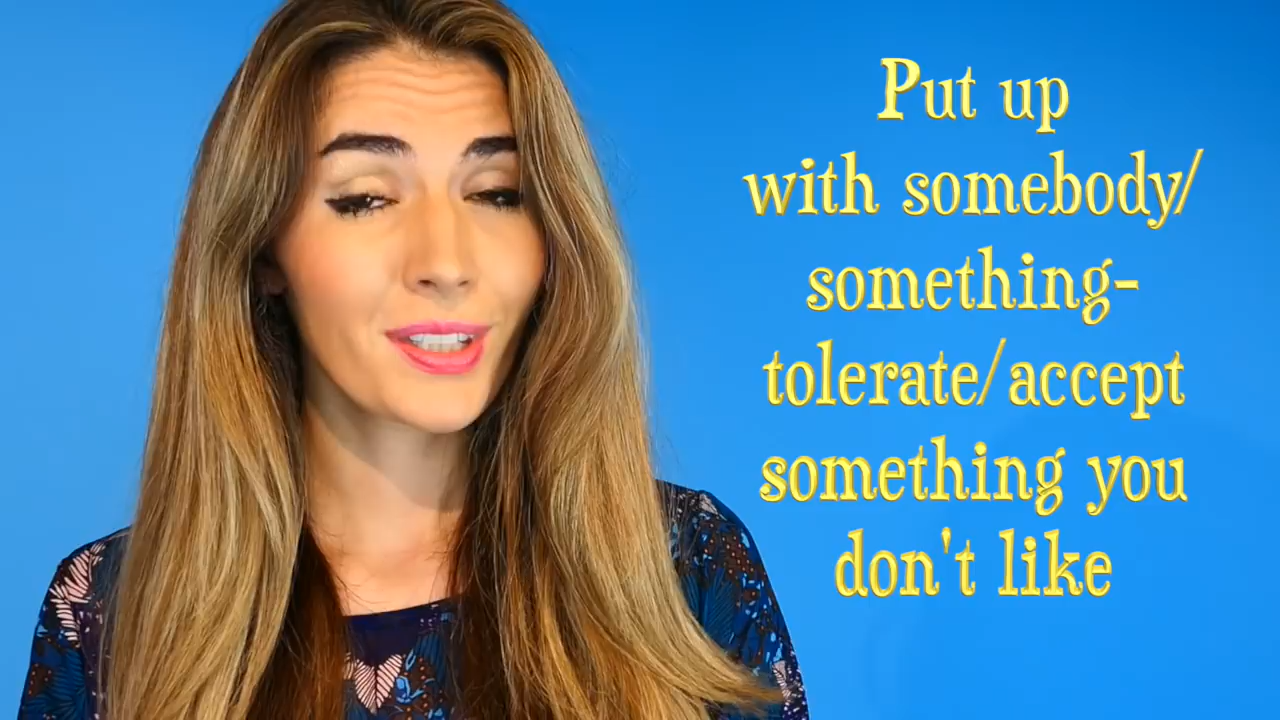 Put up
with somebody/
something-
tolerate/accept
something you
don't like